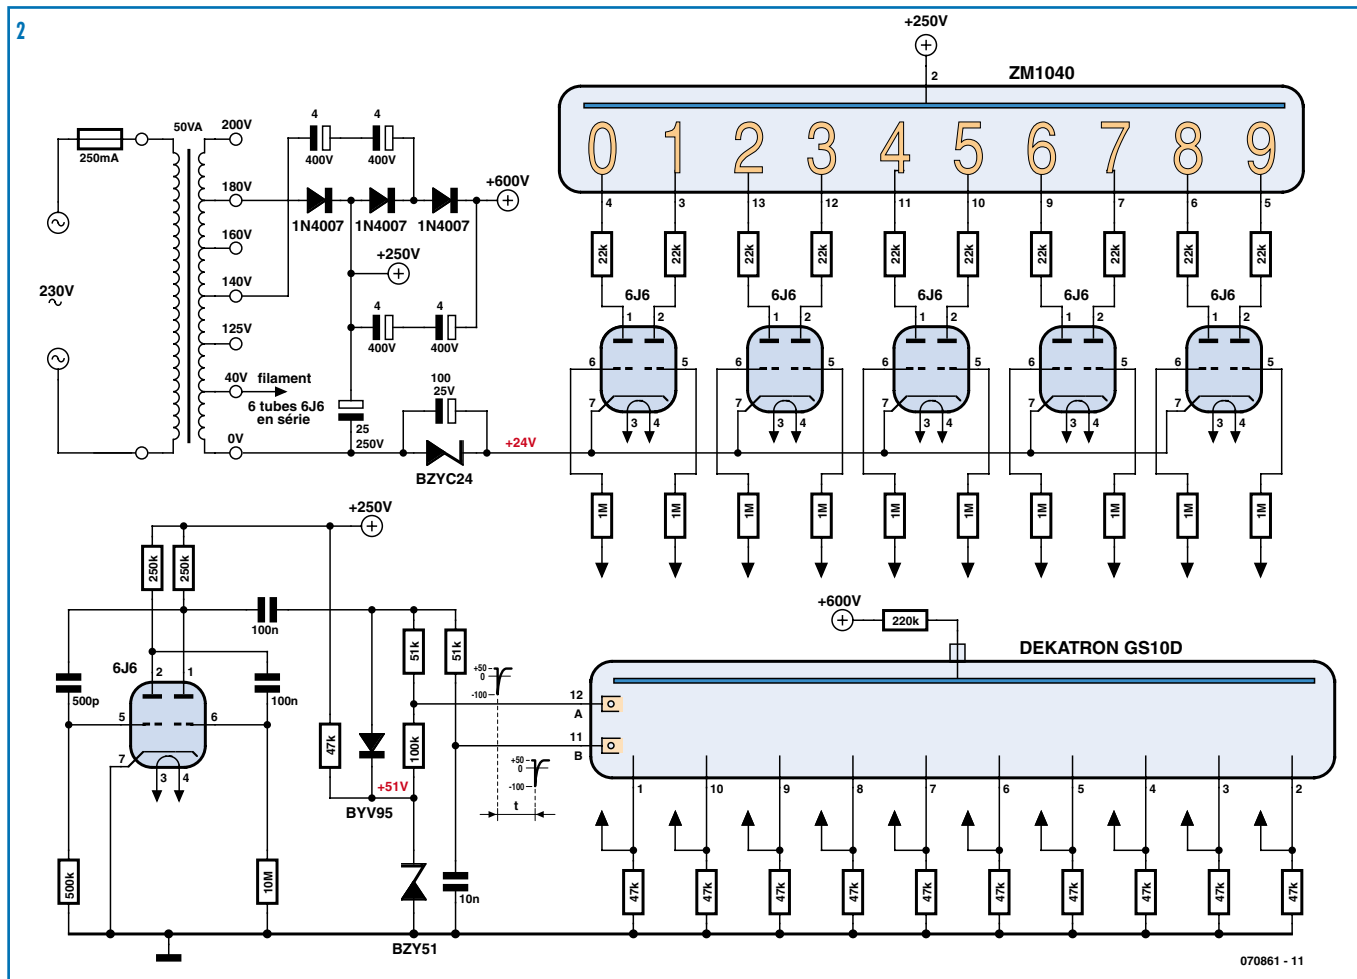 2
+250V
2
ZM1040
0 1 2 3 4 5 6 7 8 9
4 3 13 12 11 10 9 7 6 5
22k 22k 22k 22k 22k 22k 22k 22k 22k 22k
6J6 6J6 6J6 6J6 6J6
1 2 1 2 1 2 1 2 1 2
6 5 6 5 6 5 6 5 6 5
7 7 7 7 7
3 4 3 4 3 4 3 4 3 4
1M 1M 1M 1M 1M 1M 1M 1M 1M 1M
250mA
50VA
230V
~
200V
180V
160V
140V
125V
40V
0V
filament
6 tubes 6J6
en série
4 4
400V 400V
1N4007 1N4007 1N4007
+600V
+250V
4 4
400V 400V
25
250V
100
25V
BZYC24
+24V
+250V
250k 250k
100n
6J6
2 1
500p
100n
5 6
7
3 4
500k
10M
47k
BYV95
+51V
51k 51k
100k
BZY51
10n
+50
0
-100
+50
0
-100
t
+600V
220k
DEKATRON GS10D
12
A
11
B
1 10 9 8 7 6 5 4 3 2
47k 47k 47k 47k 47k 47k 47k 47k 47k 47k
070861 - 11